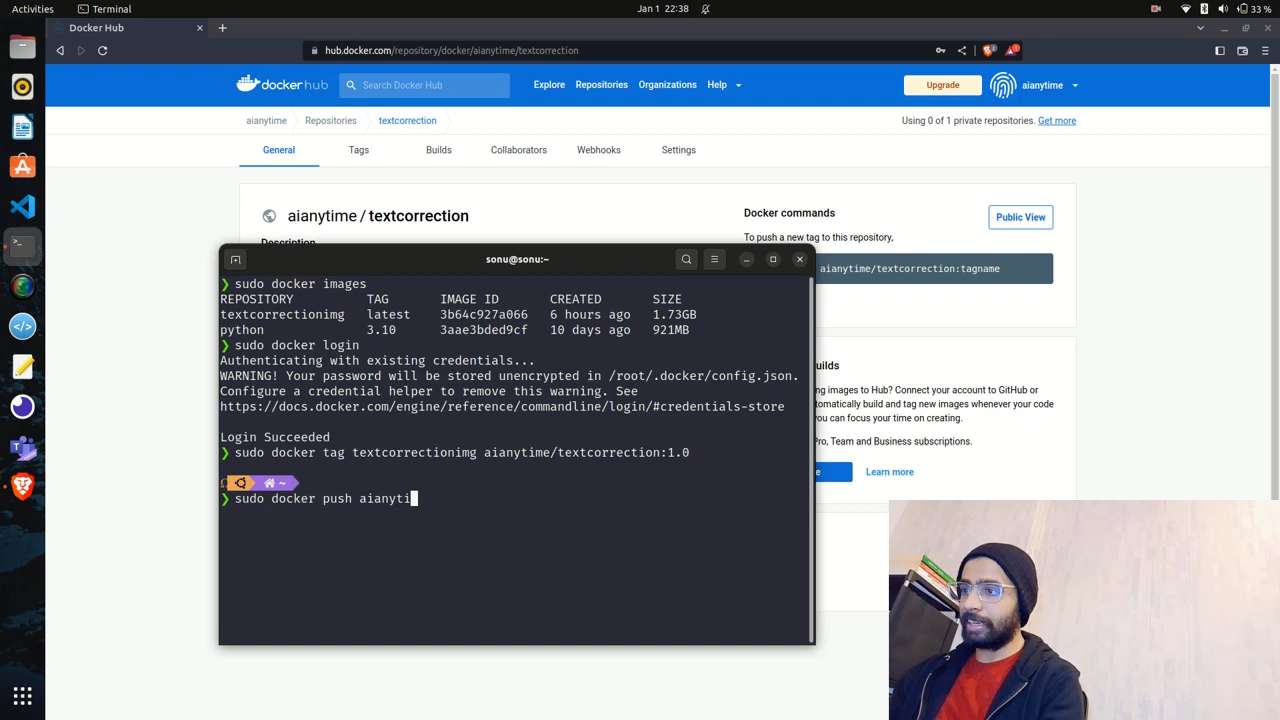 Activities
Terminal
Jan 1 22:38
33 %
Docker Hub
hub.docker.com/repository/docker/aianytime/textcorrection
dockerhub
Search Docker Hub
Explore
Repositories
Organizations
Help
Upgrade
aianytime
aianytime
Repositories
textcorrection
Using 0 of 1 private repositories. Get more
General
Tags
Builds
Collaborators
Webhooks
Settings
aianytime / textcorrection
Description
Docker commands
Public View
To push a new tag to this repository,
aianytime/textcorrection:tagname
sonu@sonu:~
❯ sudo docker images
REPOSITORY TAG IMAGE ID CREATED SIZE
textcorrectionimg latest 3b64c927a066 6 hours ago 1.73GB
python 3.10 3aae3bded9cf 10 days ago 921MB
❯ sudo docker login
Authenticating with existing credentials...
WARNING! Your password will be stored unencrypted in /root/.docker/config.json.
Configure a credential helper to remove this warning. See
https://docs.docker.com/engine/reference/commandline/login/#credentials-store
Login Succeeded
❯ sudo docker tag textcorrectionimg aianytime/textcorrection:1.0
~
❯ sudo docker push aianyti
uilds
ng images to Hub? Connect your account to GitHub or
utomatically build and tag new images whenever your code
you can focus your time on creating.
Pro, Team and Business subscriptions.
e
Learn more